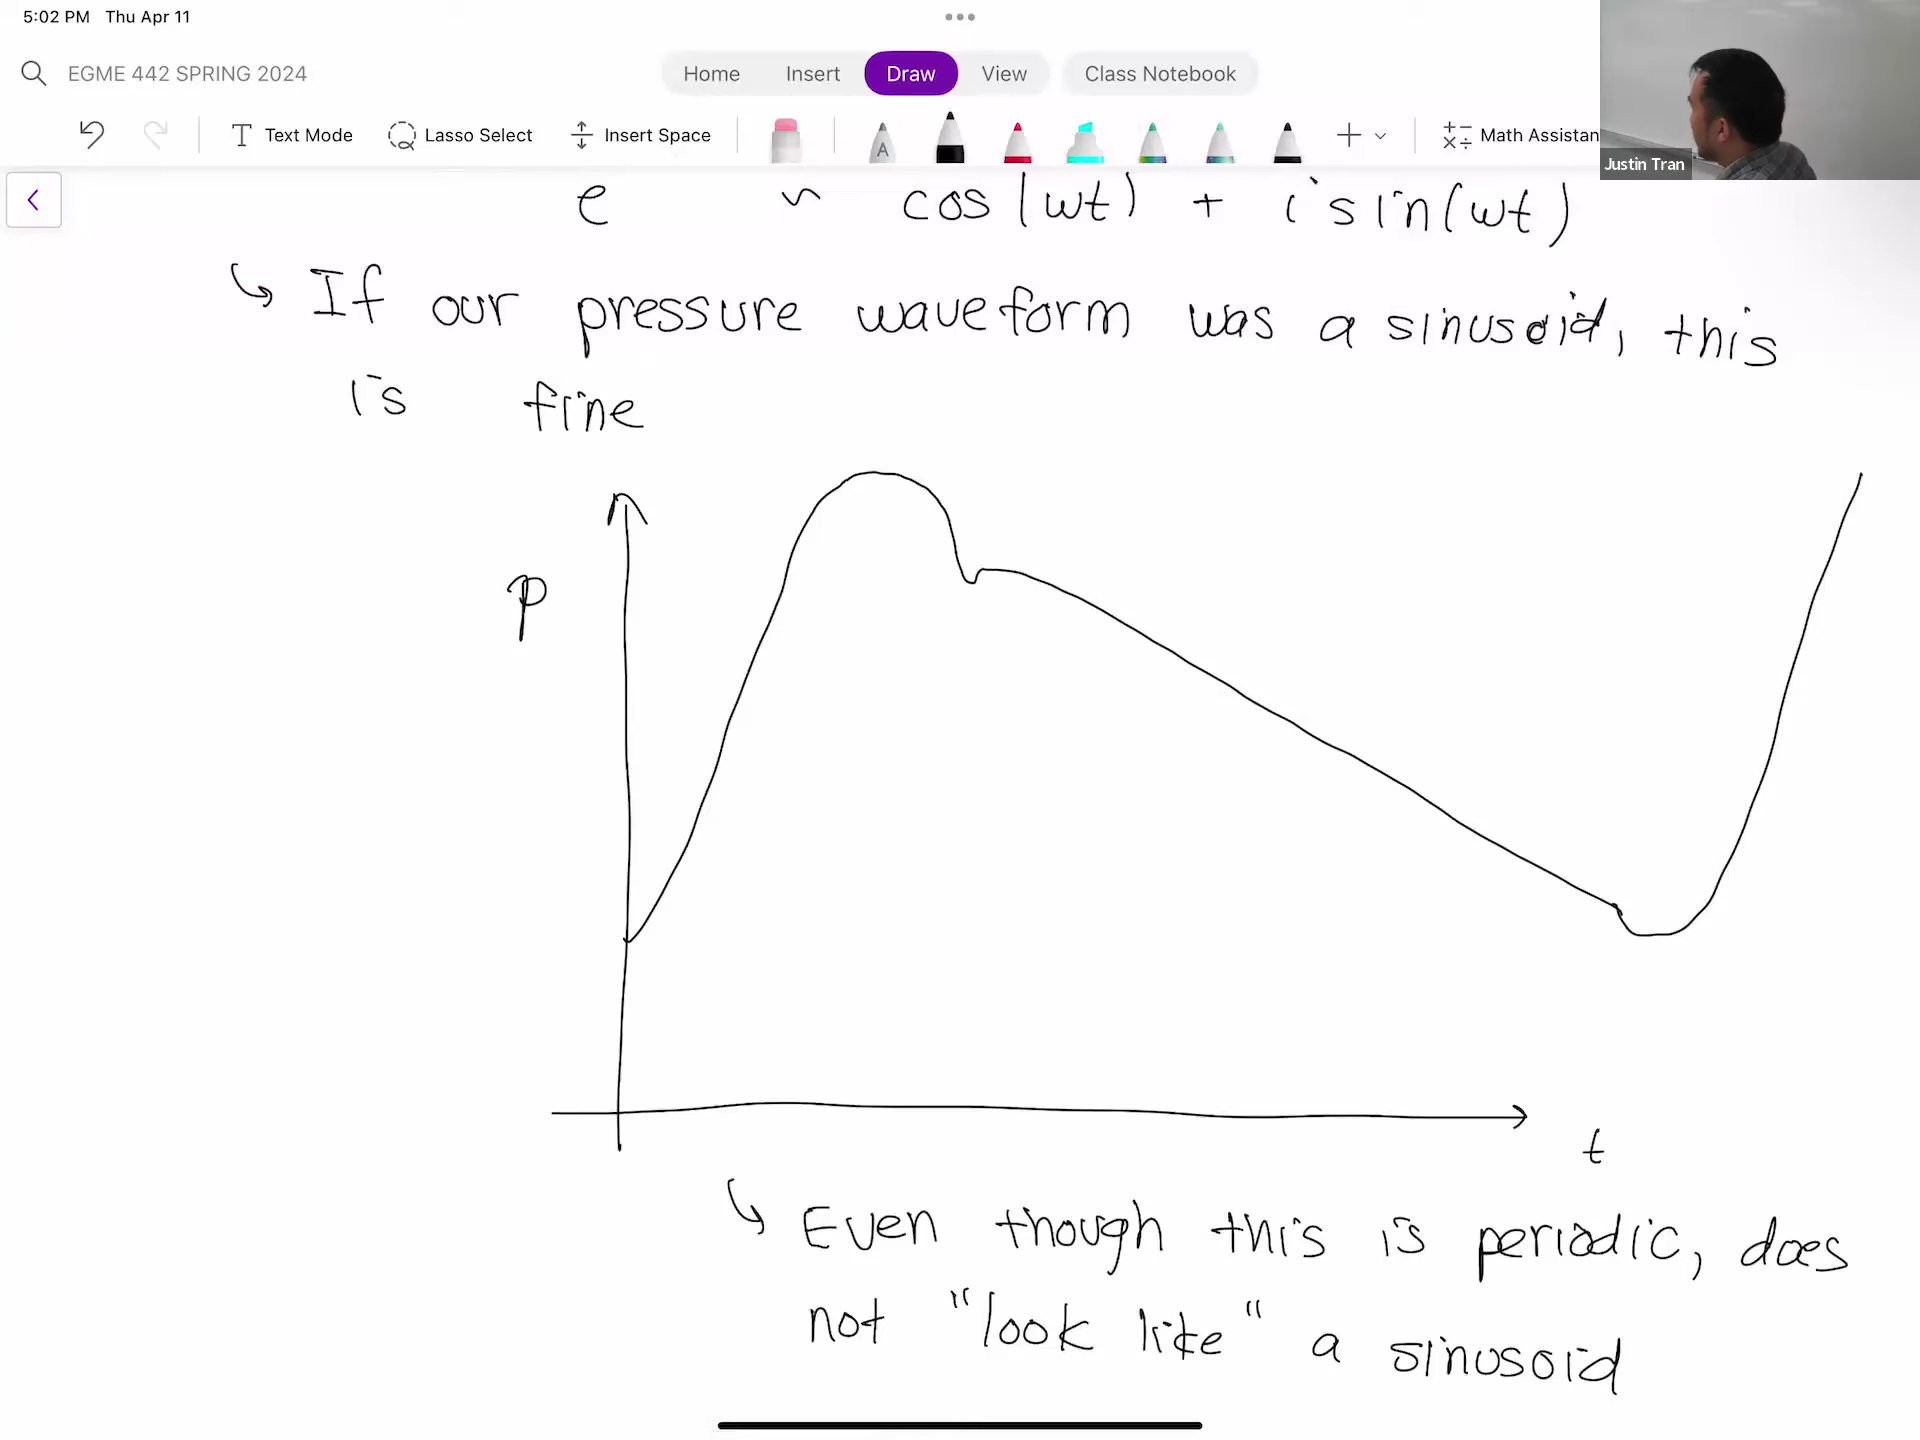 5:02 PM Thu Apr 11
EGME 442 SPRING 2024
Home Insert Draw View Class Notebook
Text Mode Lasso Select Insert Space A Math Assistan
Justin Tran
e ~ cos(wt) + i sin(wt)
↳ If our pressure waveform was a sinusoid, this
is fine
p
t
↳ Even though this is periodic, does
not "look like" a sinusoid